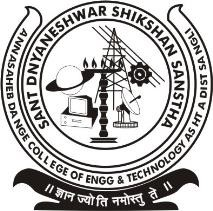 SANT DNYANESHWAR SHIKSHAN SANSTHA
ANNASAHEB DANGE COLLEGE OF ENGG & TECHNOLOGY ASHTA DIST SANGLI
॥ ज्ञान ज्योति नमोस्तु ते ॥